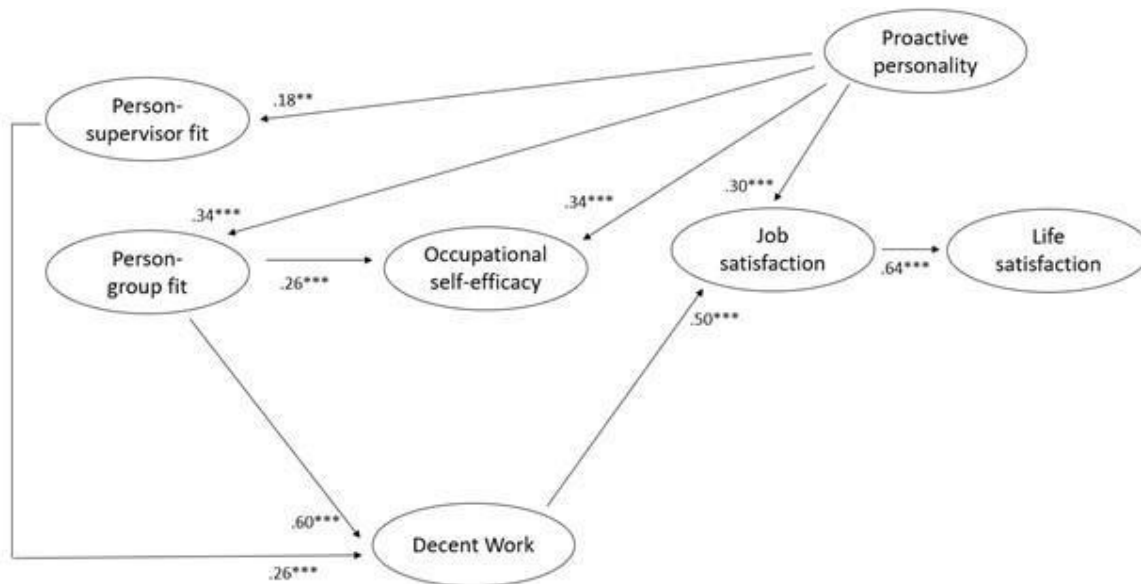 Proactive
personality
.18**
Person-
supervisor fit
.30***
.34***
.34***
Job
satisfaction
Life
satisfaction
.64***
Person-
group fit
.26***
Occupational
self-efficacy
.50***
.60***
Decent Work
.26***